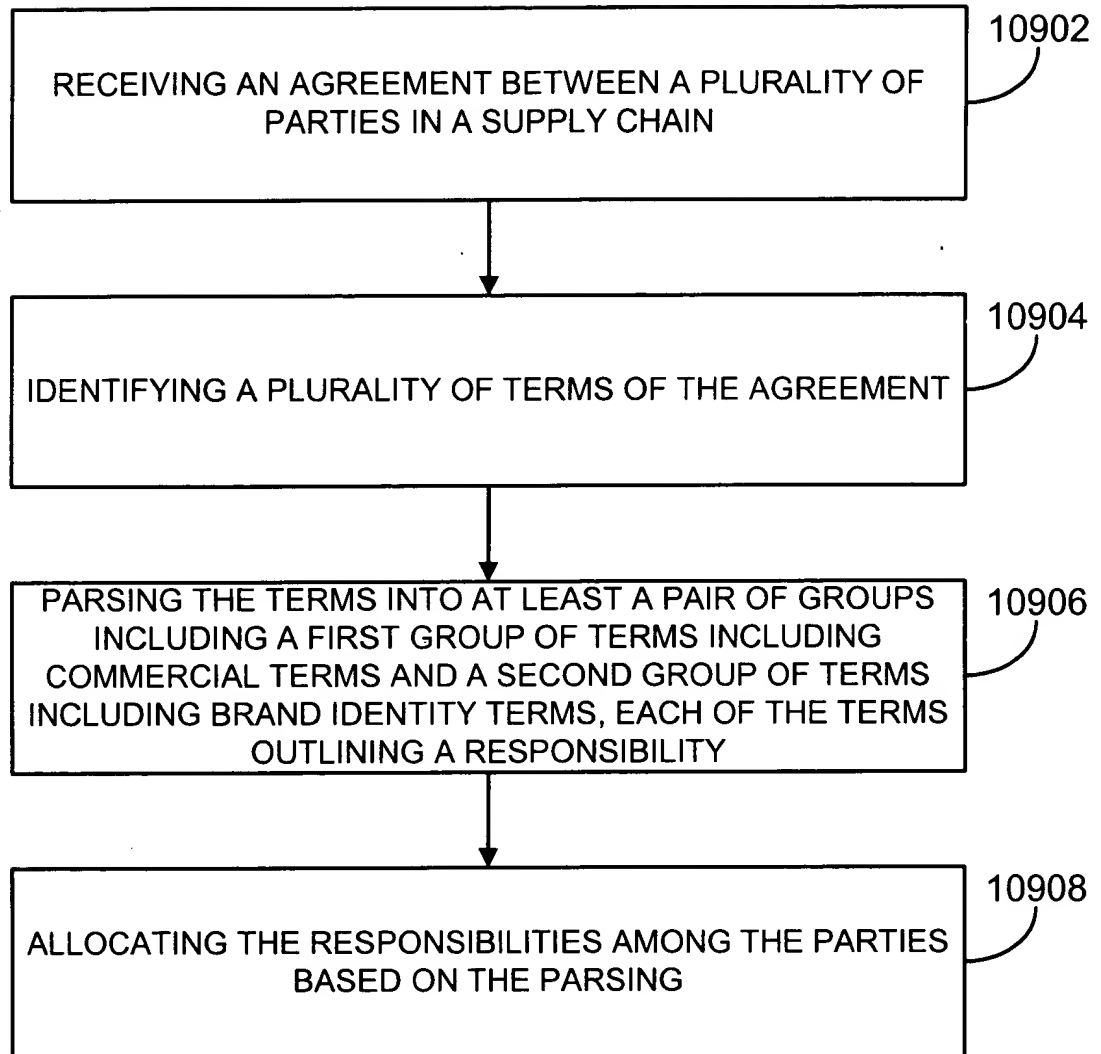 10902
RECEIVING AN AGREEMENT BETWEEN A PLURALITY OF
PARTIES IN A SUPPLY CHAIN
10904
IDENTIFYING A PLURALITY OF TERMS OF THE AGREEMENT
10906
PARSING THE TERMS INTO AT LEAST A PAIR OF GROUPS
INCLUDING A FIRST GROUP OF TERMS INCLUDING
COMMERCIAL TERMS AND A SECOND GROUP OF TERMS
INCLUDING BRAND IDENTITY TERMS, EACH OF THE TERMS
OUTLINING A RESPONSIBILITY
10908
ALLOCATING THE RESPONSIBILITIES AMONG THE PARTIES
BASED ON THE PARSING